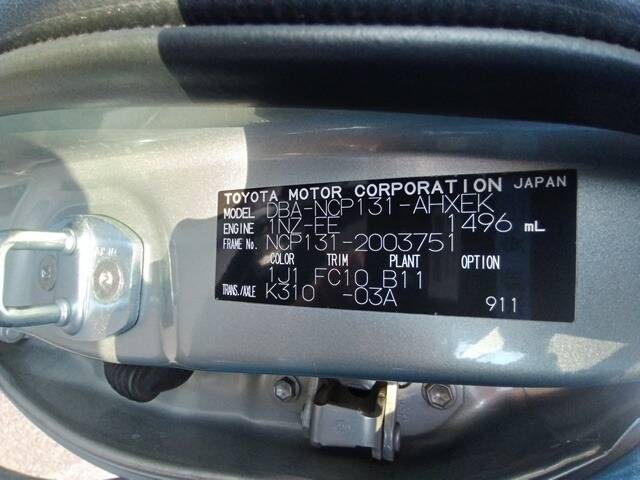 TOYOTA MOTOR CORPORATION JAPAN
MODEL DBA-NCP131-AHXEK
ENGINE 1NZ-FE 1496 mL
FRAME No. NCP131-2003751
COLOR TRIM PLANT OPTION
1J1 FC10 B11
TRANS./AXLE K310 -03A 911